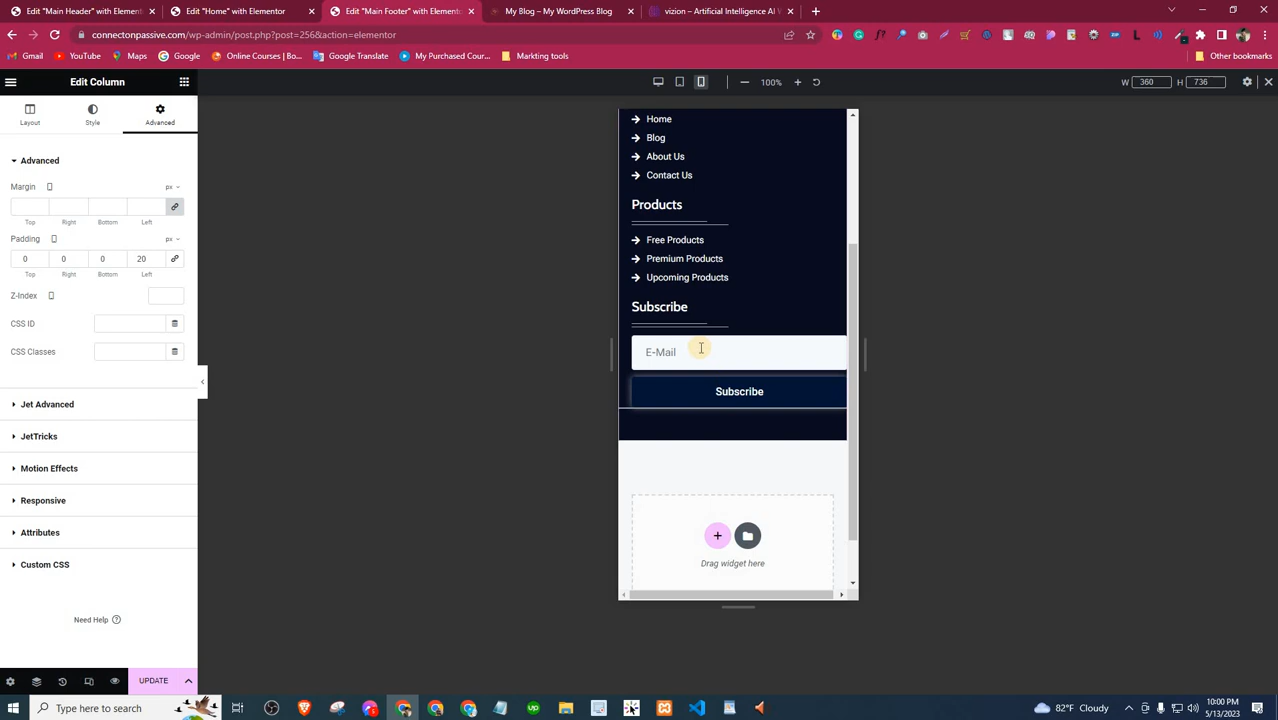 Edit "Main Header" with Elemento
Edit "Home" with Elementor
Edit "Main Footer" with Elemento
My Blog – My WordPress Blog
vizion – Artificial Intelligence AI W
connectonpassive.com/wp-admin/post.php?post=256&action=elementor
Gmail
YouTube
Maps
Google
Online Courses | Bo...
Google Translate
My Purchased Cour...
Markting tools
Other bookmarks
Edit Column
100%
W 360 H 736
Layout
Style
Advanced
Advanced
Margin
px
Top Right Bottom Left
Padding
px
0 0 0 20
Top Right Bottom Left
Z-Index
CSS ID
CSS Classes
Jet Advanced
JetTricks
Motion Effects
Responsive
Attributes
Custom CSS
Need Help
UPDATE
Home
Blog
About Us
Contact Us
Products
Free Products
Premium Products
Upcoming Products
Subscribe
E-Mail
Subscribe
Drag widget here
Type here to search
82°F Cloudy
10:00 PM
5/13/2023